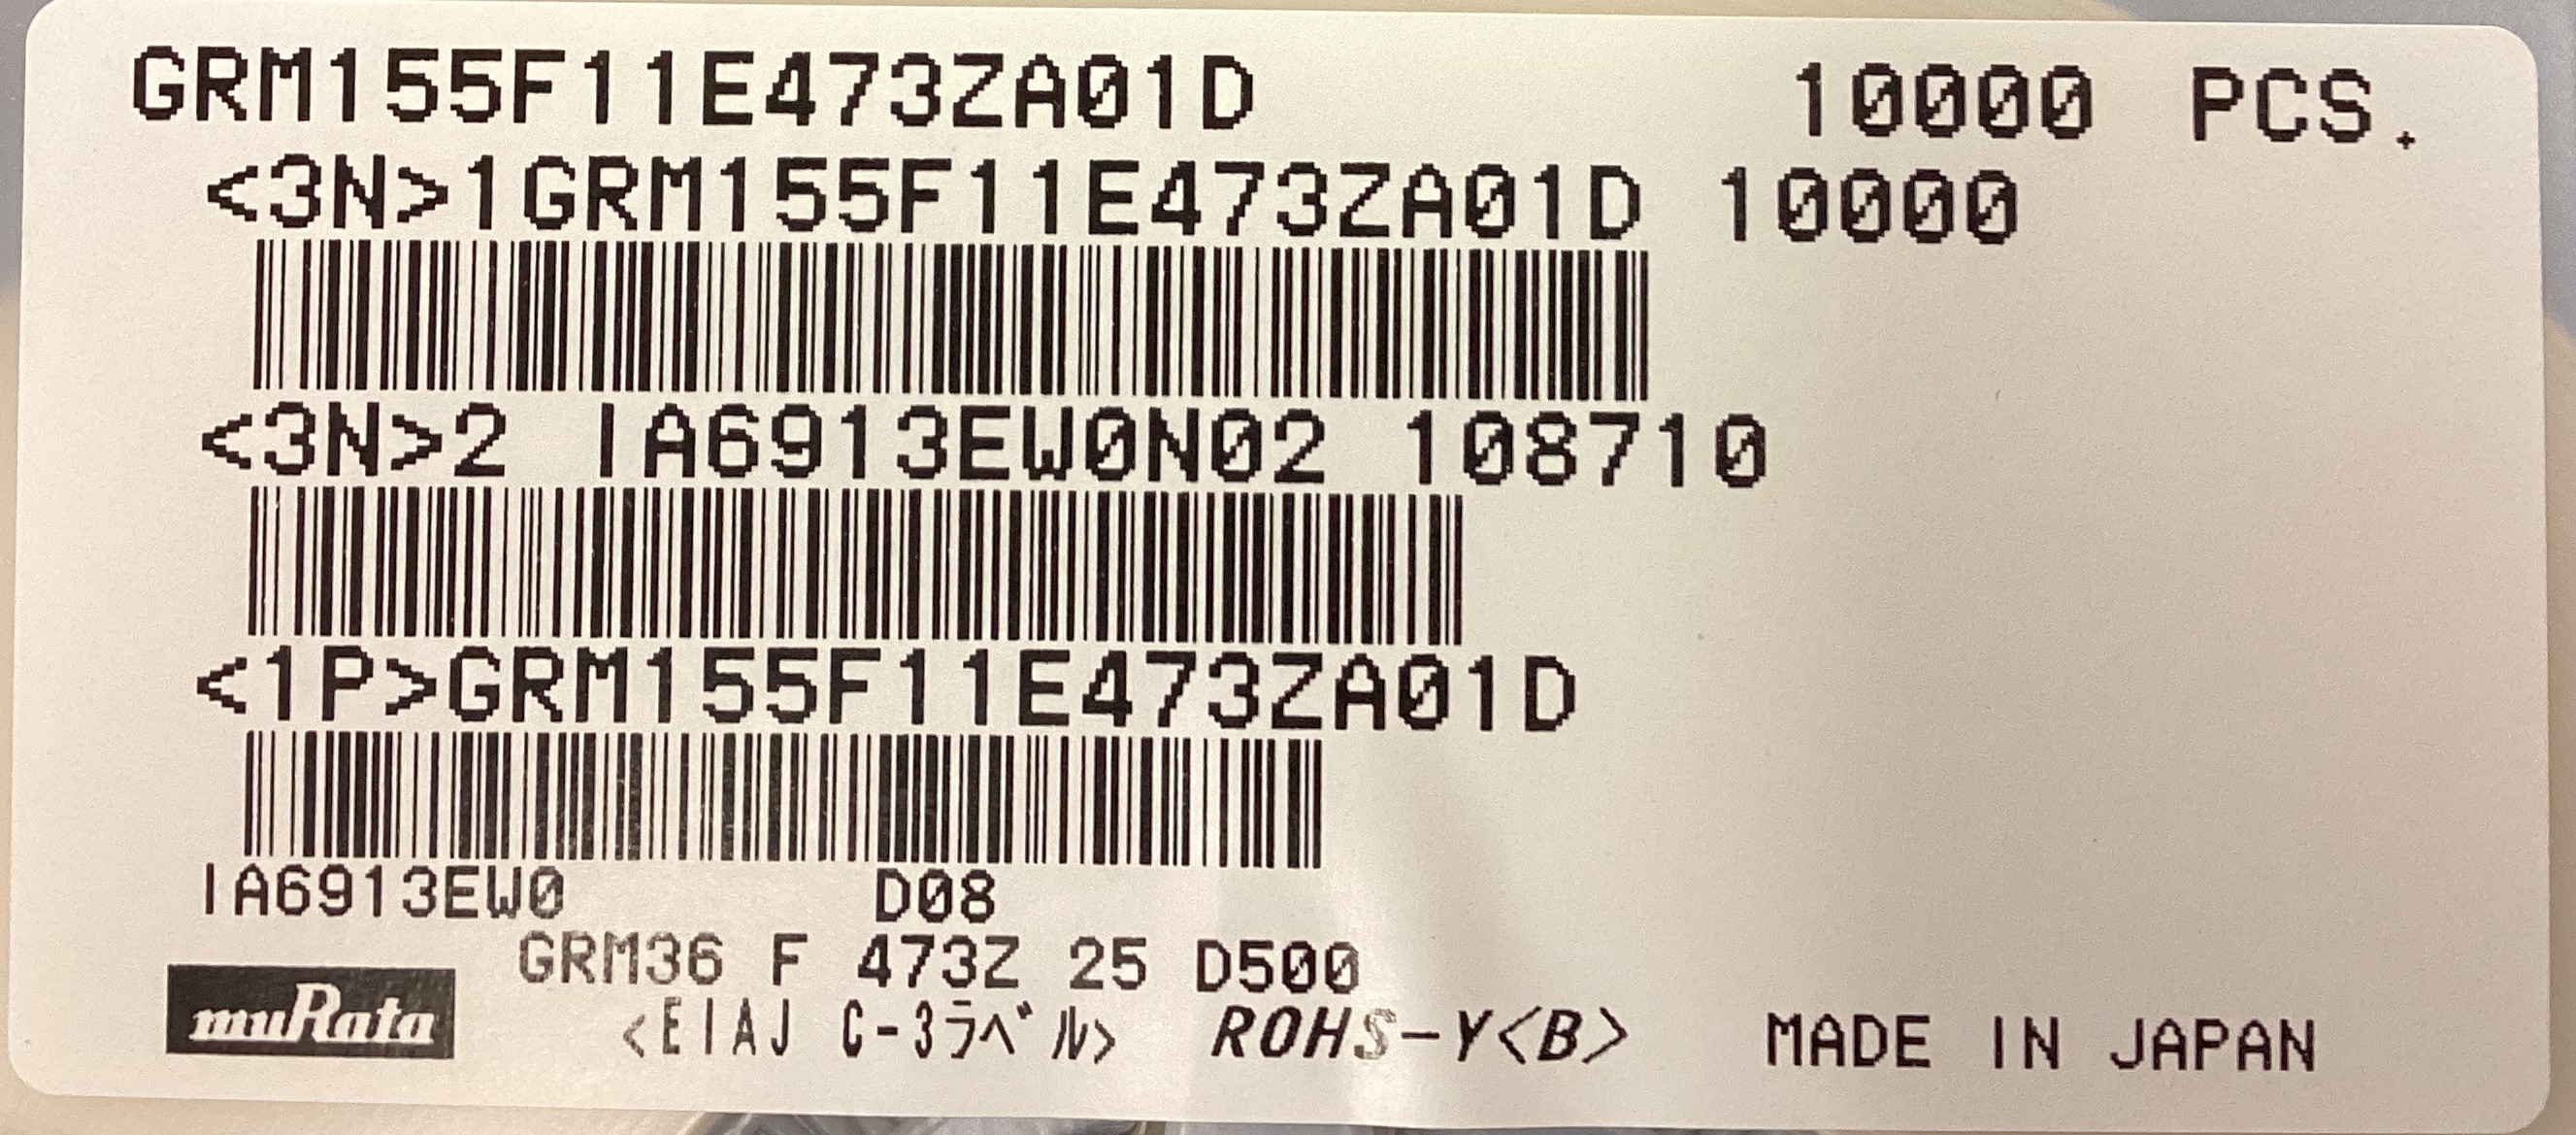 GRM155F11E473ZA01D 10000 PCS.
<3N>1GRM155F11E473ZA01D 10000
<3N>2 IA6913EW0N02 108710
<1P>GRM155F11E473ZA01D
IA6913EW0 D08
GRM36 F 473Z 25 D500
muRata <EIAJ C-3ラベル> ROHS-Y<B> MADE IN JAPAN